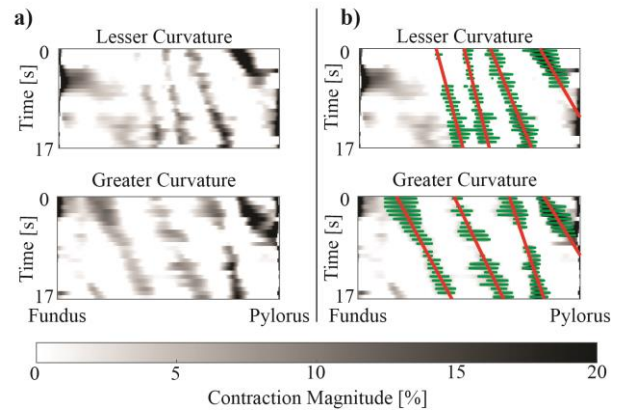 a)
Lesser Curvature
Time [s]
0
17
Greater Curvature
Time [s]
0
17
Fundus Pylorus
b)
Lesser Curvature
Time [s]
0
17
Greater Curvature
Time [s]
0
17
Fundus Pylorus
0 5 10 15 20
Contraction Magnitude [%]